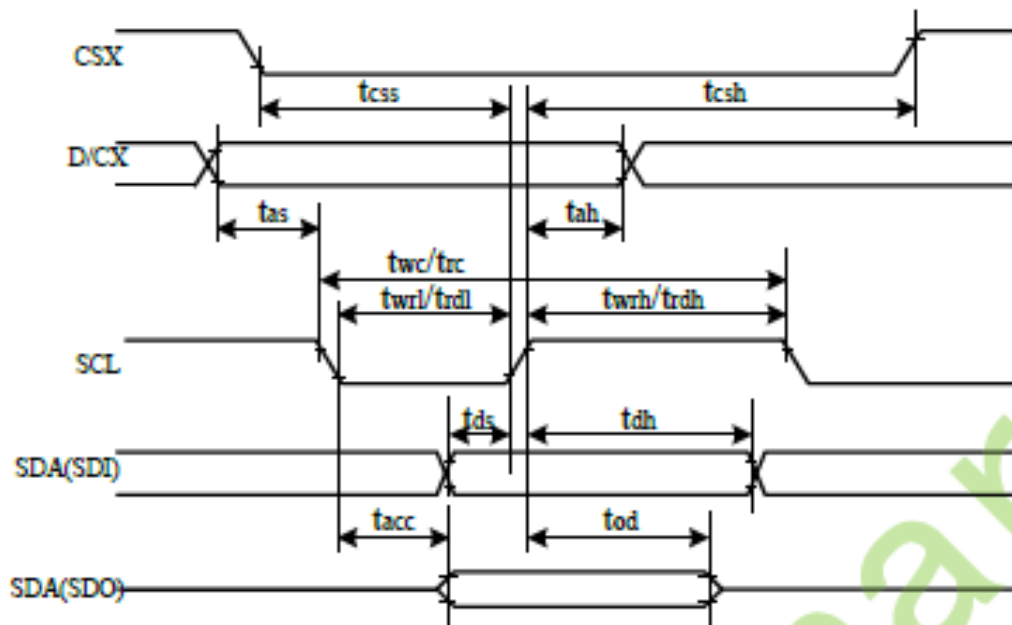 CSX
tcss
tcsh
D/CX
tas
tah
twc/trc
twrl/trdl
twrh/trdh
SCL
tds
tdh
SDA(SDI)
tacc
tod
SDA(SDO)